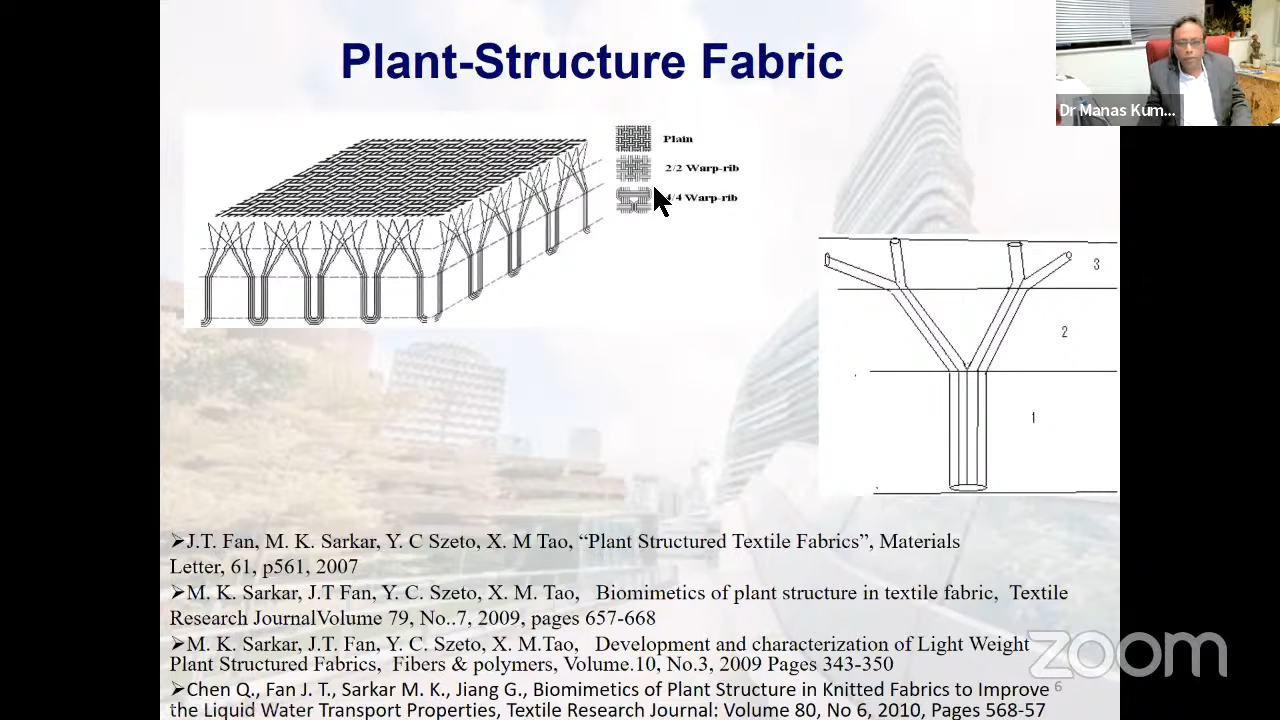 Plant-Structure Fabric
Dr Manas Kum...
Plain
2/2 Warp-rib
/4 Warp-rib
3
2
1
➢J.T. Fan, M. K. Sarkar, Y. C Szeto, X. M Tao, “Plant Structured Textile Fabrics”, Materials
Letter, 61, p561, 2007
➢M. K. Sarkar, J.T Fan, Y. C. Szeto, X. M. Tao, Biomimetics of plant structure in textile fabric, Textile
Research JournalVolume 79, No..7, 2009, pages 657-668
➢M. K. Sarkar, J.T. Fan, Y. C. Szeto, X. M.Tao, Development and characterization of Light Weight
Plant Structured Fabrics, Fibers & polymers, Volume.10, No.3, 2009 Pages 343-350
➢Chen Q., Fan J. T., Sarkar M. K., Jiang G., Biomimetics of Plant Structure in Knitted Fabrics to Improve
the Liquid Water Transport Properties, Textile Research Journal: Volume 80, No 6, 2010, Pages 568-57
6
zoom